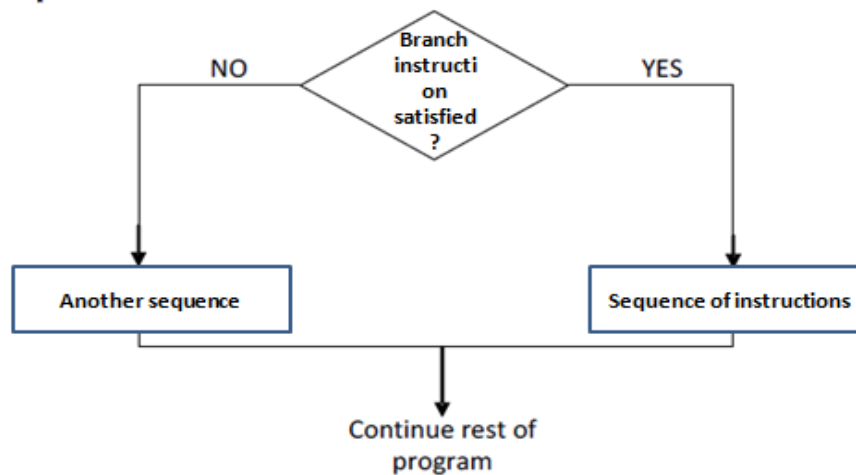 Branch
instructi
on
satisfied
?
NO
YES
Another sequence
Sequence of instructions
Continue rest of
program